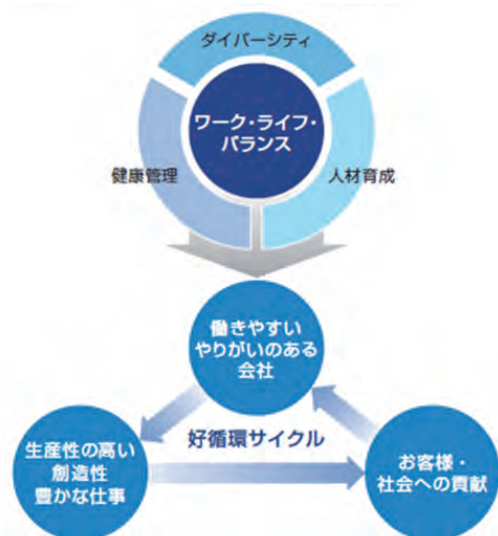 ダイバーシティ
ワーク・ライフ・
バランス
健康管理
人材育成
働きやすい
やりがいのある
会社
好循環サイクル
生産性の高い
創造性
豊かな仕事
お客様・
社会への貢献